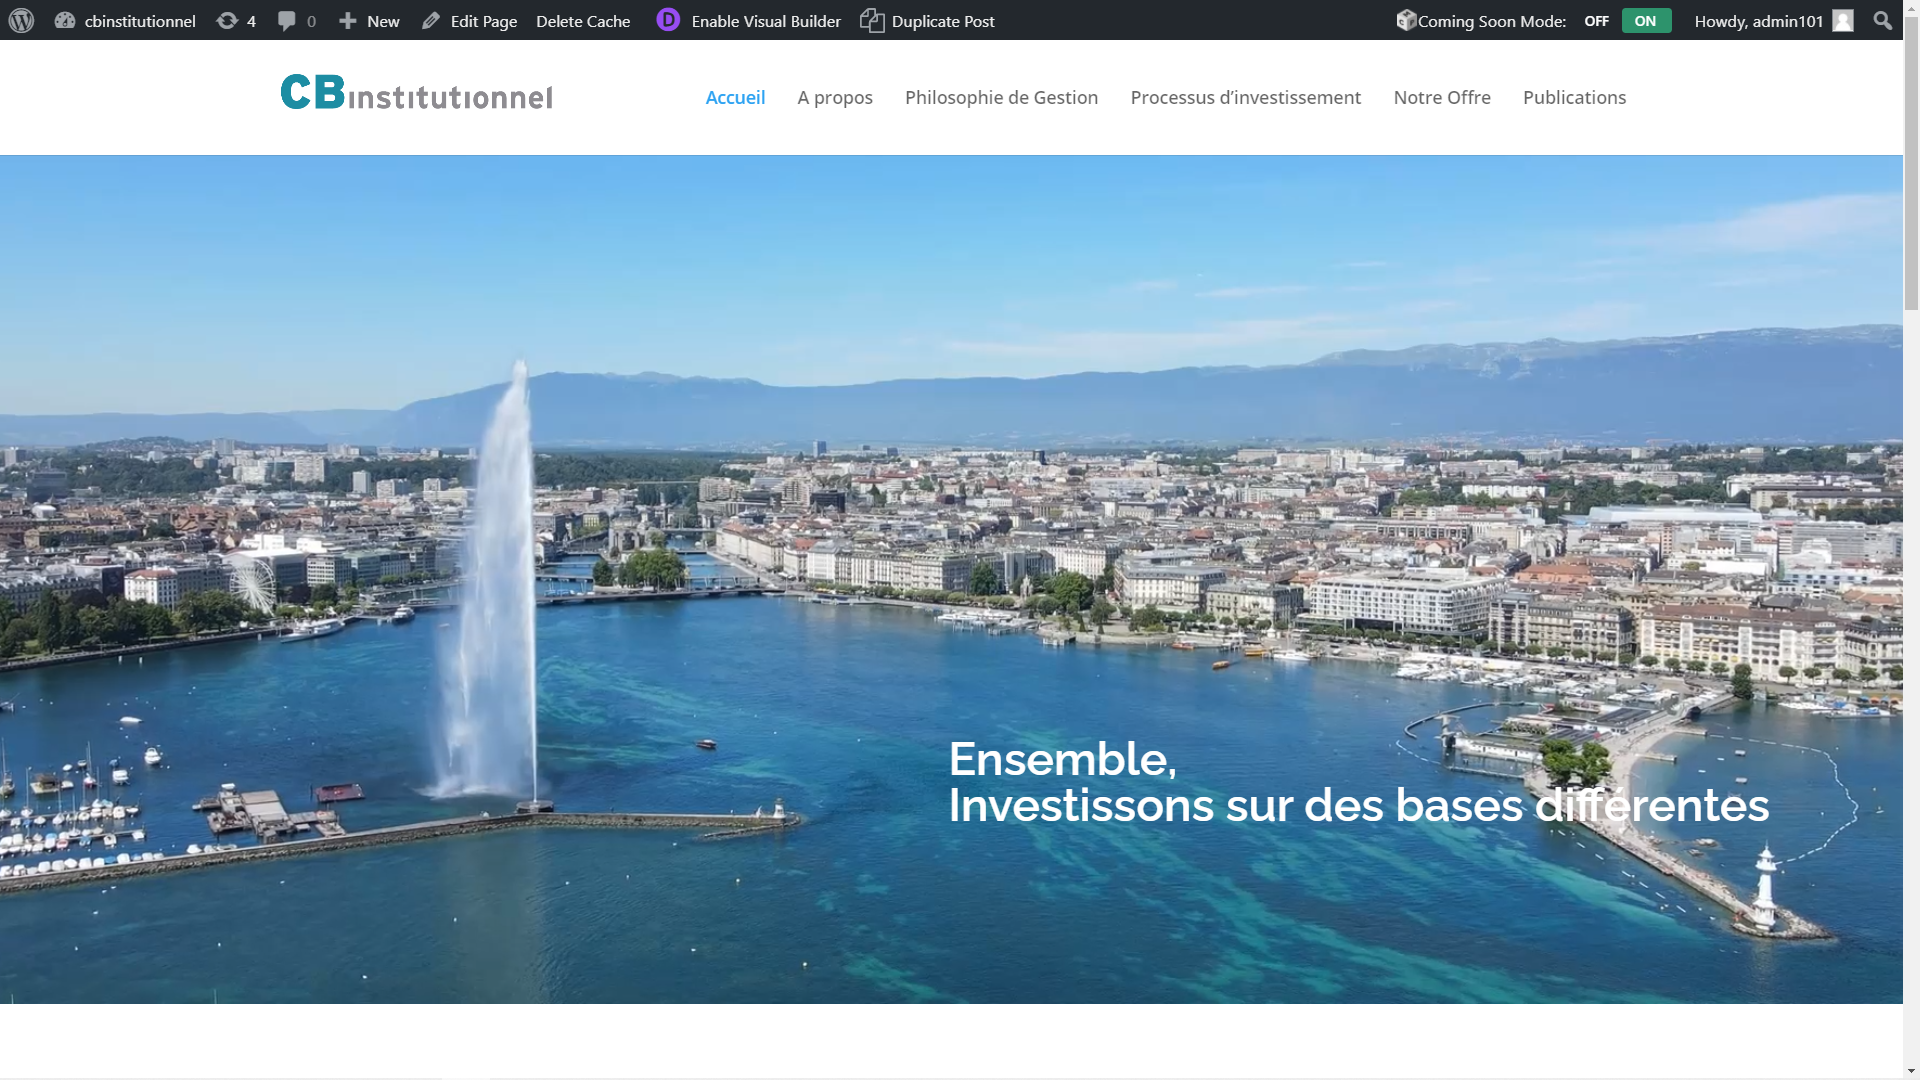 cbinstitutionnel 4 0 New Edit Page Delete Cache D Enable Visual Builder Duplicate Post Coming Soon Mode: OFF ON Howdy, admin101
CBinstitutionnel Accueil A propos Philosophie de Gestion Processus d’investissement Notre Offre Publications
Ensemble,
Investissons sur des bases différentes